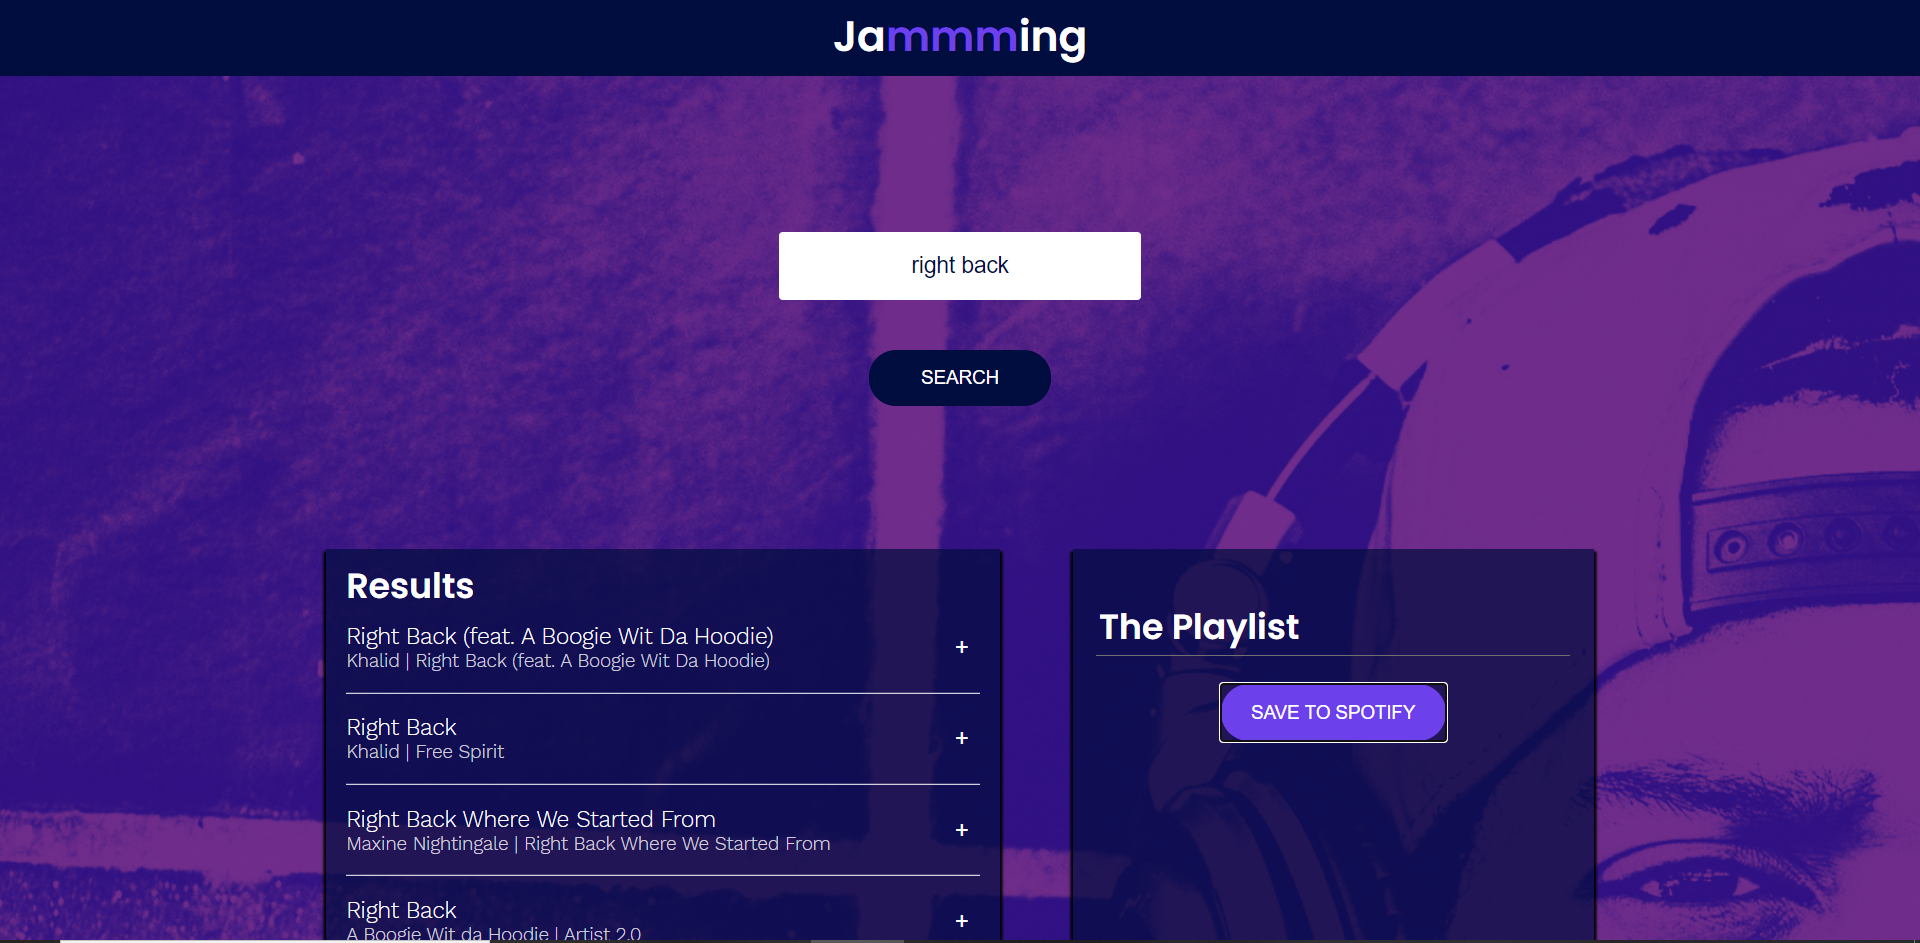 Jammming
right back
SEARCH
Results
Right Back (feat. A Boogie Wit Da Hoodie)
Khalid | Right Back (feat. A Boogie Wit Da Hoodie)
+
Right Back
Khalid | Free Spirit
+
Right Back Where We Started From
Maxine Nightingale | Right Back Where We Started From
+
Right Back
A Boogie Wit da Hoodie | Artist 2.0
+
The Playlist
SAVE TO SPOTIFY